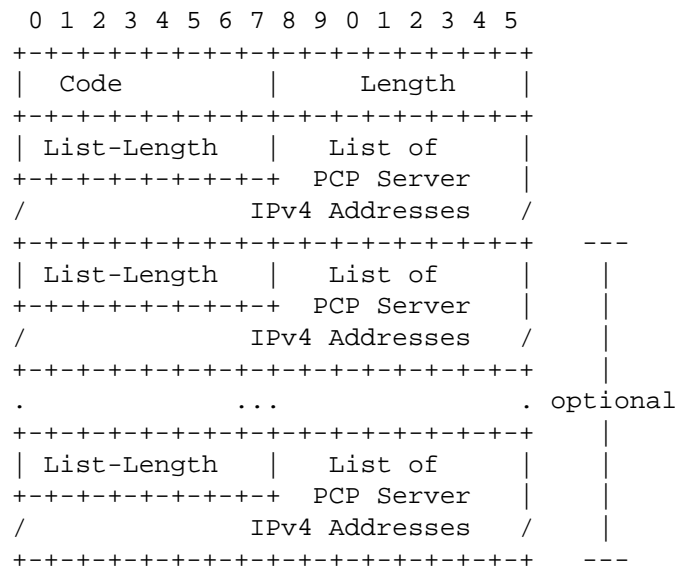 0 1 2 3 4 5 6 7 8 9 0 1 2 3 4 5
+-+-+-+-+-+-+-+-+-+-+-+-+-+-+-+-+
|  Code         |     Length    |
+-+-+-+-+-+-+-+-+-+-+-+-+-+-+-+-+
| List-Length   |   List of     |
+-+-+-+-+-+-+-+-+  PCP Server   |
/              IPv4 Addresses   /
+-+-+-+-+-+-+-+-+-+-+-+-+-+-+-+-+   ---
| List-Length   |   List of     |    |
+-+-+-+-+-+-+-+-+  PCP Server   |    |
/              IPv4 Addresses   /    |
+-+-+-+-+-+-+-+-+-+-+-+-+-+-+-+-+    |
.             ...               . optional
+-+-+-+-+-+-+-+-+-+-+-+-+-+-+-+-+    |
| List-Length   |   List of     |    |
+-+-+-+-+-+-+-+-+  PCP Server   |    |
/              IPv4 Addresses   /    |
+-+-+-+-+-+-+-+-+-+-+-+-+-+-+-+-+   ---